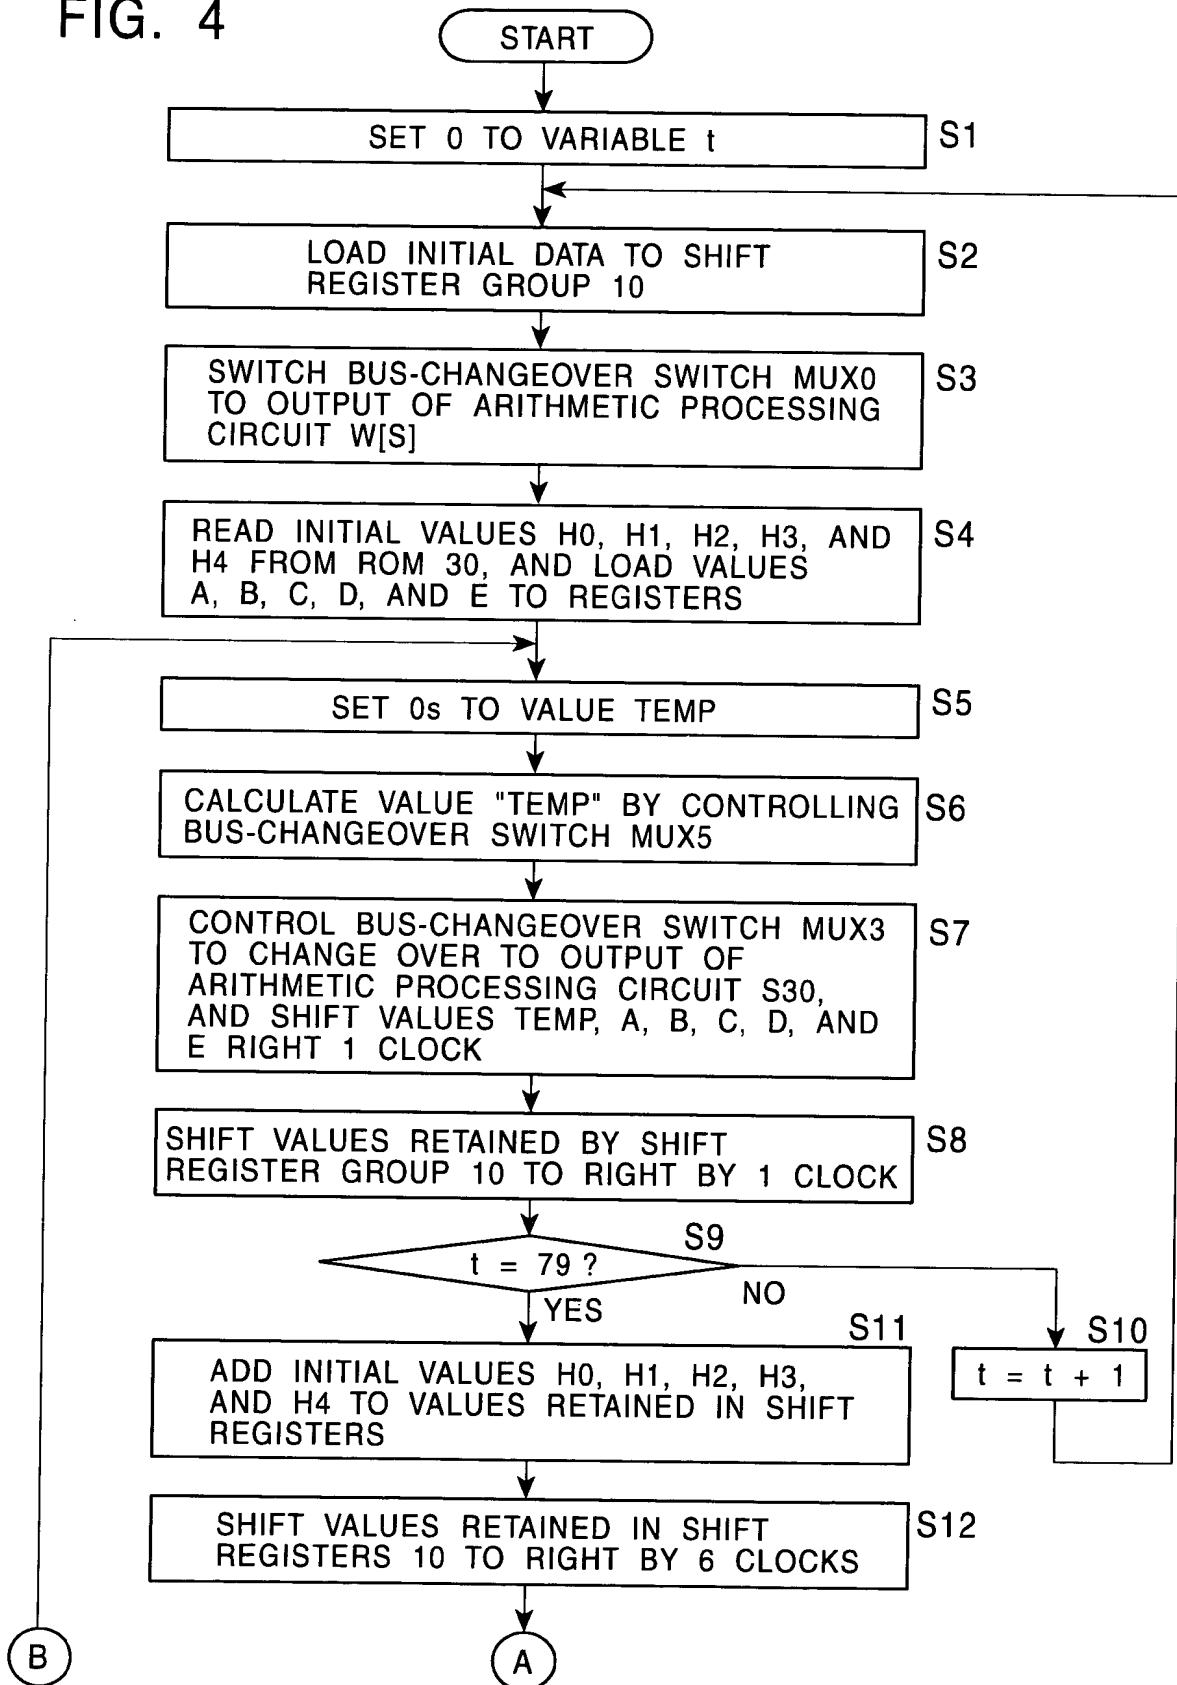 FIG. 4
START
SET 0 TO VARIABLE t
S1
LOAD INITIAL DATA TO SHIFT
REGISTER GROUP 10
S2
SWITCH BUS-CHANGEOVER SWITCH MUX0
TO OUTPUT OF ARITHMETIC PROCESSING
CIRCUIT W[S]
S3
READ INITIAL VALUES H0, H1, H2, H3, AND
H4 FROM ROM 30, AND LOAD VALUES
A, B, C, D, AND E TO REGISTERS
S4
SET 0s TO VALUE TEMP
S5
CALCULATE VALUE "TEMP" BY CONTROLLING
BUS-CHANGEOVER SWITCH MUX5
S6
CONTROL BUS-CHANGEOVER SWITCH MUX3
TO CHANGE OVER TO OUTPUT OF
ARITHMETIC PROCESSING CIRCUIT S30,
AND SHIFT VALUES TEMP, A, B, C, D, AND
E RIGHT 1 CLOCK
S7
SHIFT VALUES RETAINED BY SHIFT
REGISTER GROUP 10 TO RIGHT BY 1 CLOCK
S8
S9
t = 79 ?
NO
YES
S10
t = t + 1
S11
ADD INITIAL VALUES H0, H1, H2, H3,
AND H4 TO VALUES RETAINED IN SHIFT
REGISTERS
SHIFT VALUES RETAINED IN SHIFT
REGISTERS 10 TO RIGHT BY 6 CLOCKS
S12
B
A